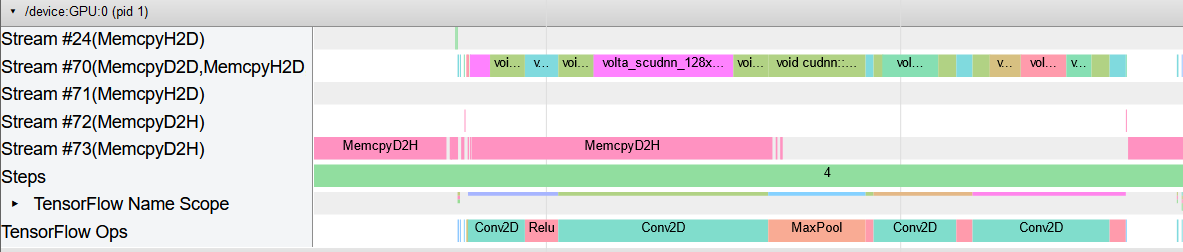 ▾ /device:GPU:0 (pid 1)
Stream #24(MemcpyH2D)
Stream #70(MemcpyD2D,MemcpyH2D voi... v... voi... volta_scudnn_128x... voi... void cudnn::... vol... v... vol... v...
Stream #71(MemcpyH2D)
Stream #72(MemcpyD2H)
Stream #73(MemcpyD2H) MemcpyD2H MemcpyD2H
Steps 4
▸ TensorFlow Name Scope
TensorFlow Ops Conv2D Relu Conv2D MaxPool Conv2D Conv2D